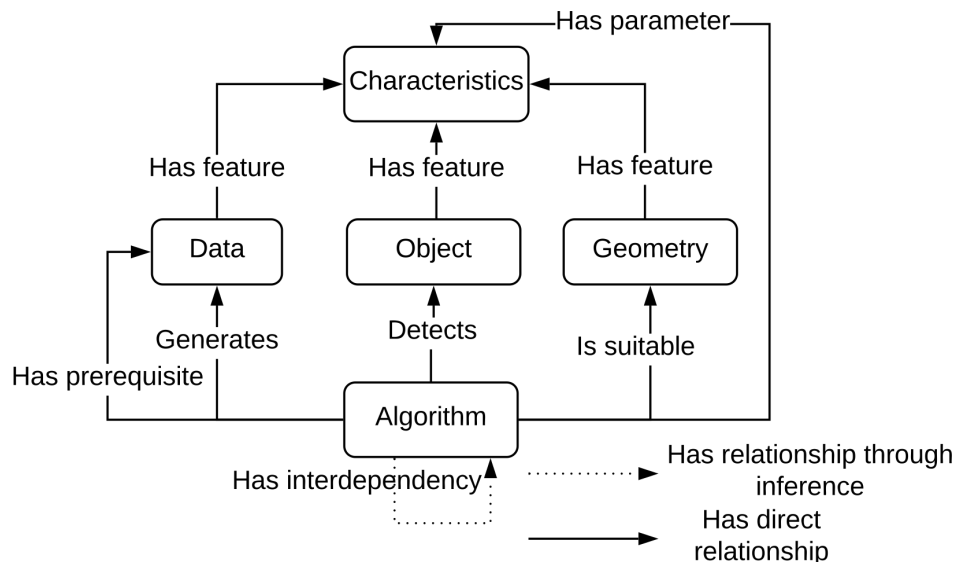 Has parameter
Characteristics
Has feature
Has feature
Has feature
Data
Object
Geometry
Generates
Detects
Is suitable
Has prerequisite
Algorithm
Has interdependency
Has relationship through
inference
Has direct
relationship